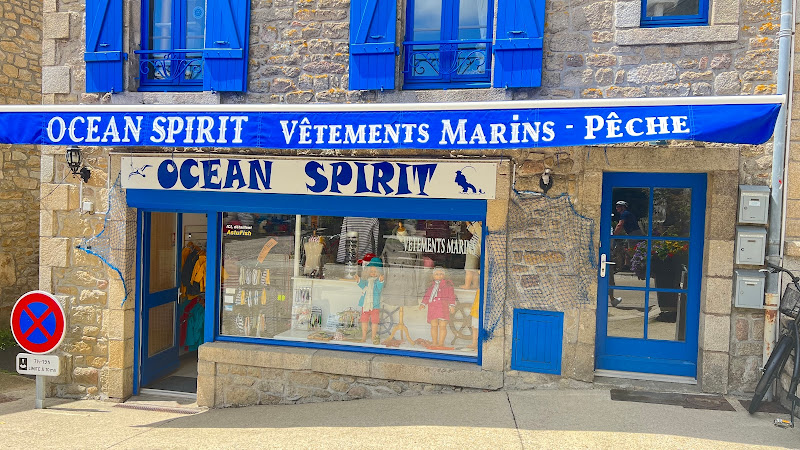 OCEAN SPIRIT VÊTEMENTS MARINS - PÊCHE
OCEAN SPIRIT
VÊTEMENTS MARINS